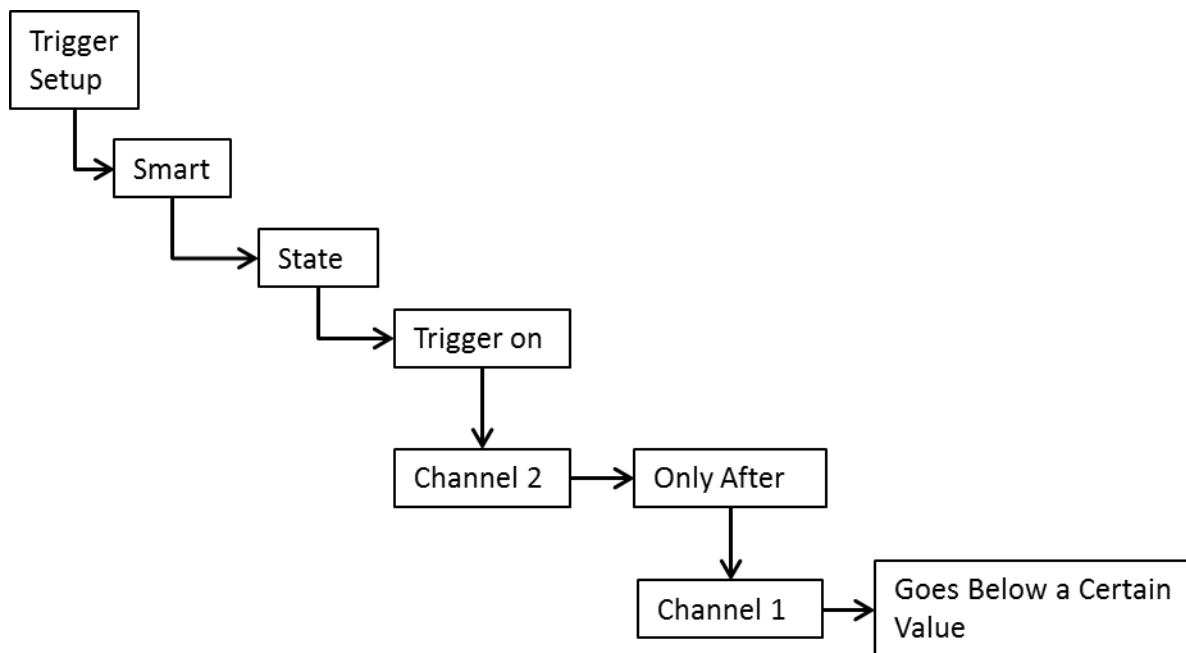 Trigger
Setup
Smart
State
Trigger on
Channel 2
Only After
Channel 1
Goes Below a Certain
Value